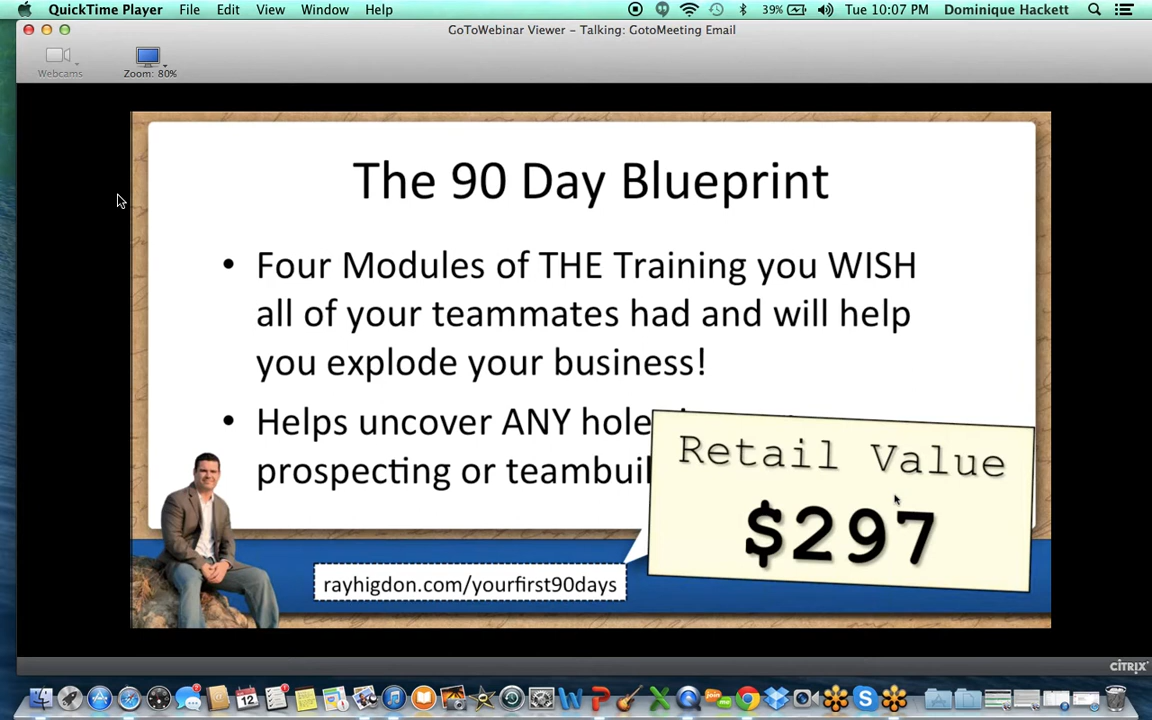 QuickTime Player File Edit View Window Help 39% Tue 10:07 PM Dominique Hackett
GoToWebinar Viewer – Talking: GotoMeeting Email
Webcams
Zoom: 80%
The 90 Day Blueprint
• Four Modules of THE Training you WISH
all of your teammates had and will help
you explode your business!
• Helps uncover ANY hole
prospecting or teambuil
Retail Value
$297
rayhigdon.com/yourfirst90days
CITRIX
12